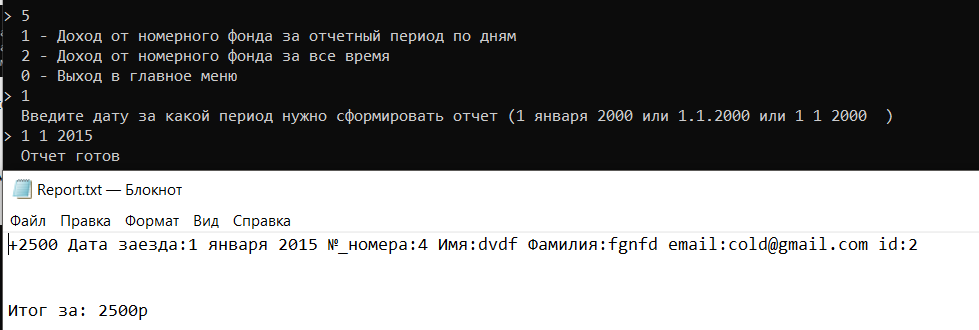 > 5
1 - Доход от номерного фонда за отчетный период по дням
2 - Доход от номерного фонда за все время
0 - Выход в главное меню
> 1
Введите дату за какой период нужно сформировать отчет (1 января 2000 или 1.1.2000 или 1 1 2000  )
> 1 1 2015
Отчет готов
Report.txt — Блокнот
Файл Правка Формат Вид Справка
+2500 Дата заезда:1 января 2015 №_номера:4 Имя:dvdf Фамилия:fgnfd email:cold@gmail.com id:2
Итог за: 2500р